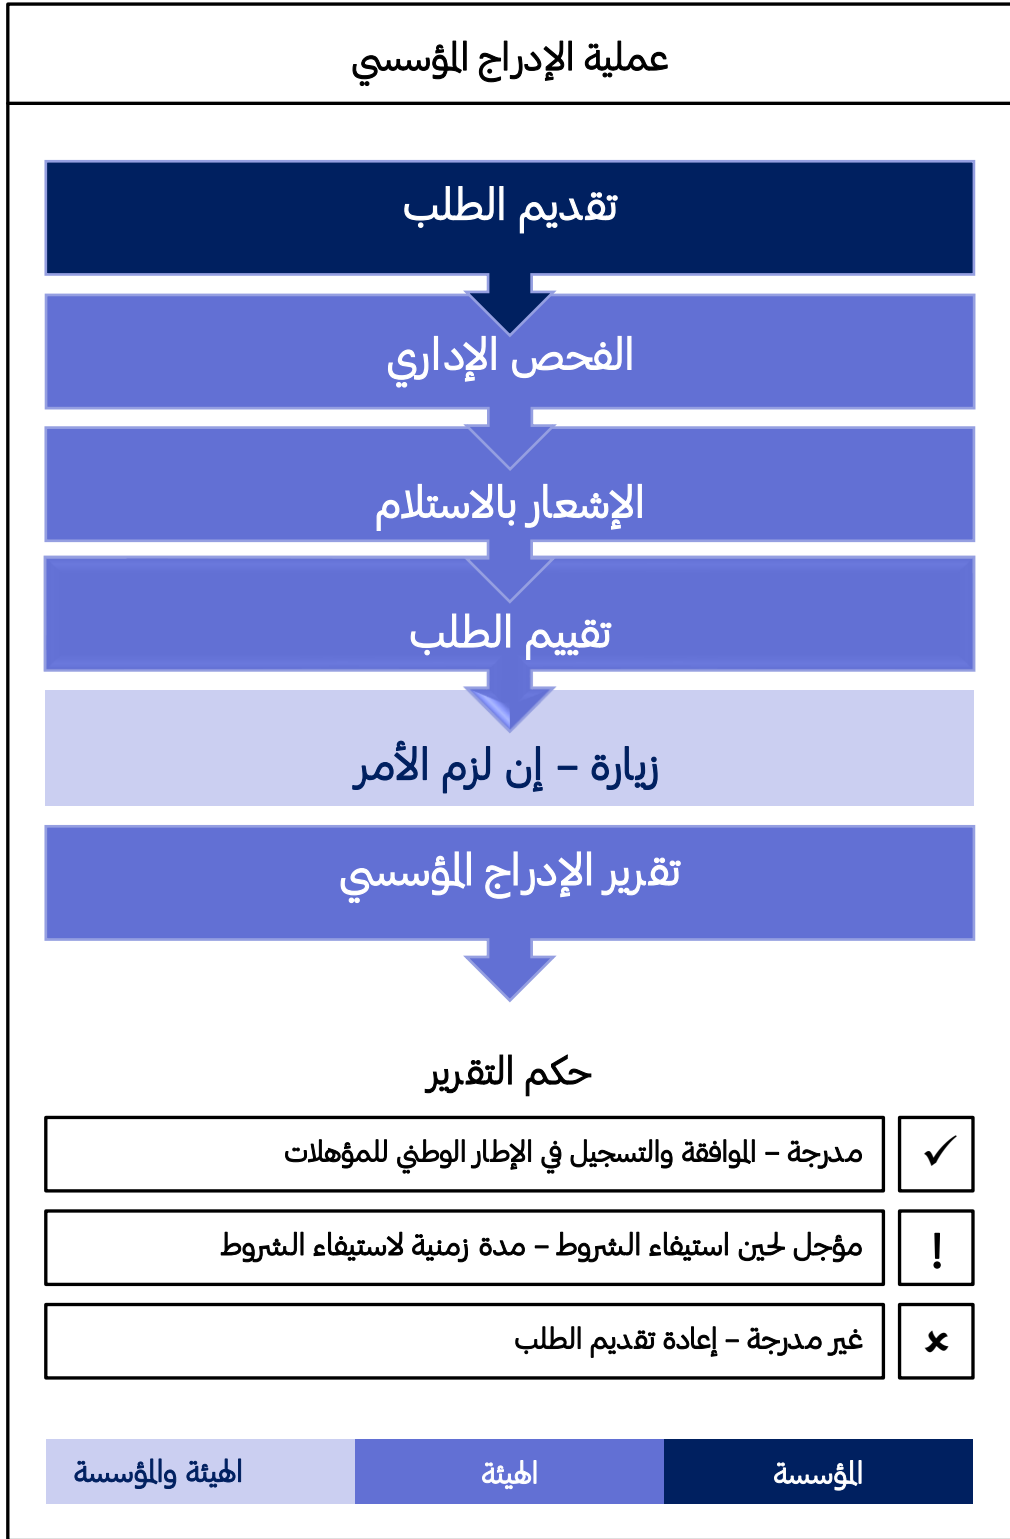 عملية الإدراج المؤسسي
تقديم الطلب
الفحص الإداري
الإشعار بالاستلام
تقييم الطلب
زيارة – إن لزم الأمر
تقرير الإدراج المؤسسي
حكم التقرير
✓ مدرجة – الموافقة والتسجيل في الإطار الوطني للمؤهلات
! مؤجل لحين استيفاء الشروط – مدة زمنية لاستيفاء الشروط
✘ غير مدرجة – إعادة تقديم الطلب
المؤسسة الهيئة الهيئة والمؤسسة